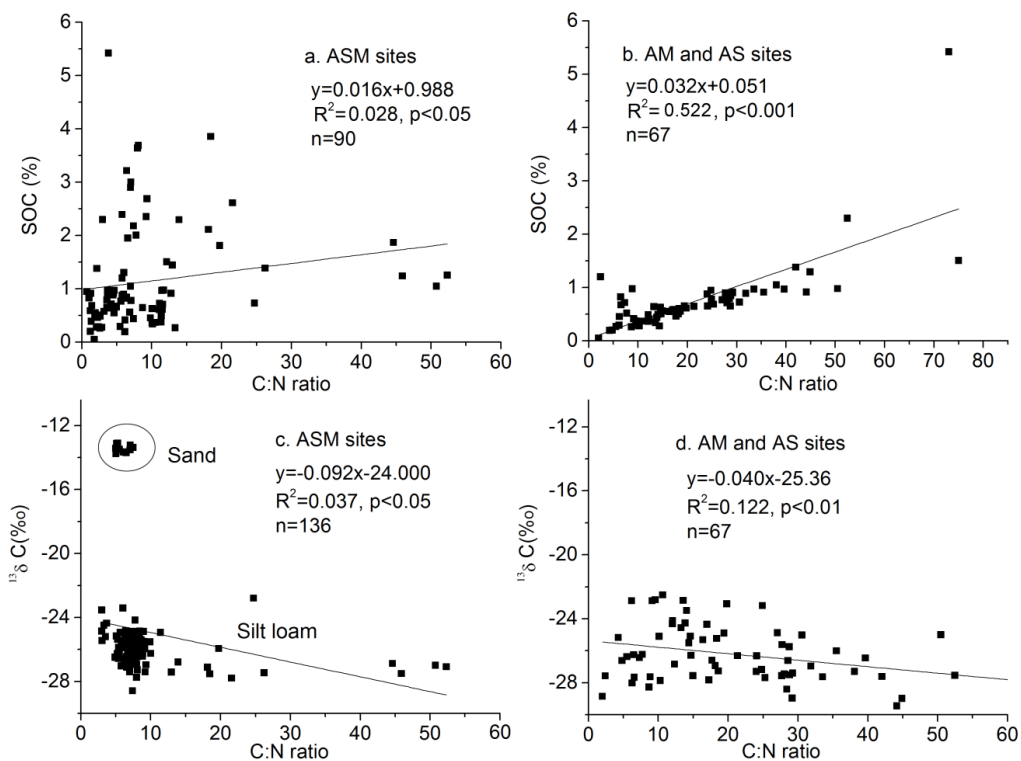 6
5
4
3
2
1
0
0 10 20 30 40 50 60
SOC (%)
C:N ratio
a. ASM sites
y=0.016x+0.988
R²=0.028, p<0.05
n=90
6
5
4
3
2
1
0
0 10 20 30 40 50 60 70 80
SOC (%)
C:N ratio
b. AM and AS sites
y=0.032x+0.051
R²=0.522, p<0.001
n=67
-12
-16
-20
-24
-28
0 10 20 30 40 50 60
¹³δ C(‰)
C:N ratio
Sand
c. ASM sites
y=-0.092x-24.000
R²=0.037, p<0.05
n=136
Silt loam
-12
-16
-20
-24
-28
0 10 20 30 40 50 60
¹³δ C(‰)
C:N ratio
d. AM and AS sites
y=-0.040x-25.36
R²=0.122, p<0.01
n=67